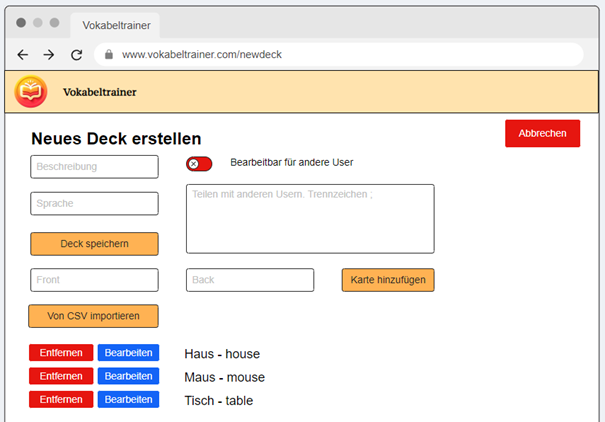 Vokabeltrainer
www.vokabeltrainer.com/newdeck
Vokabeltrainer
Neues Deck erstellen
Abbrechen
Beschreibung
Bearbeitbar für andere User
Sprache
Teilen mit anderen Usern. Trennzeichen ;
Deck speichern
Front
Back
Karte hinzufügen
Von CSV importieren
Entfernen Bearbeiten Haus - house
Entfernen Bearbeiten Maus - mouse
Entfernen Bearbeiten Tisch - table